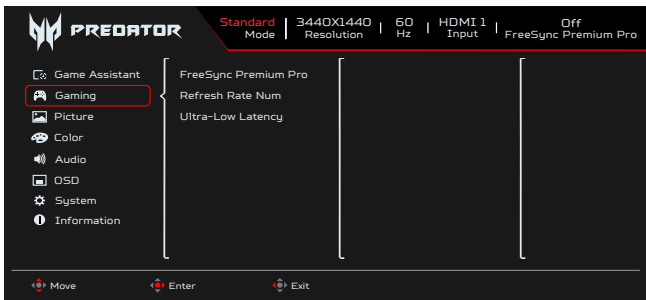 PREDATOR
Standard Mode
3440X1440 Resolution
60 Hz
HDMI 1 Input
Off FreeSync Premium Pro
Game Assistant
Gaming
Picture
Color
Audio
OSD
System
Information
FreeSync Premium Pro
Refresh Rate Num
Ultra-Low Latency
Move
Enter
Exit